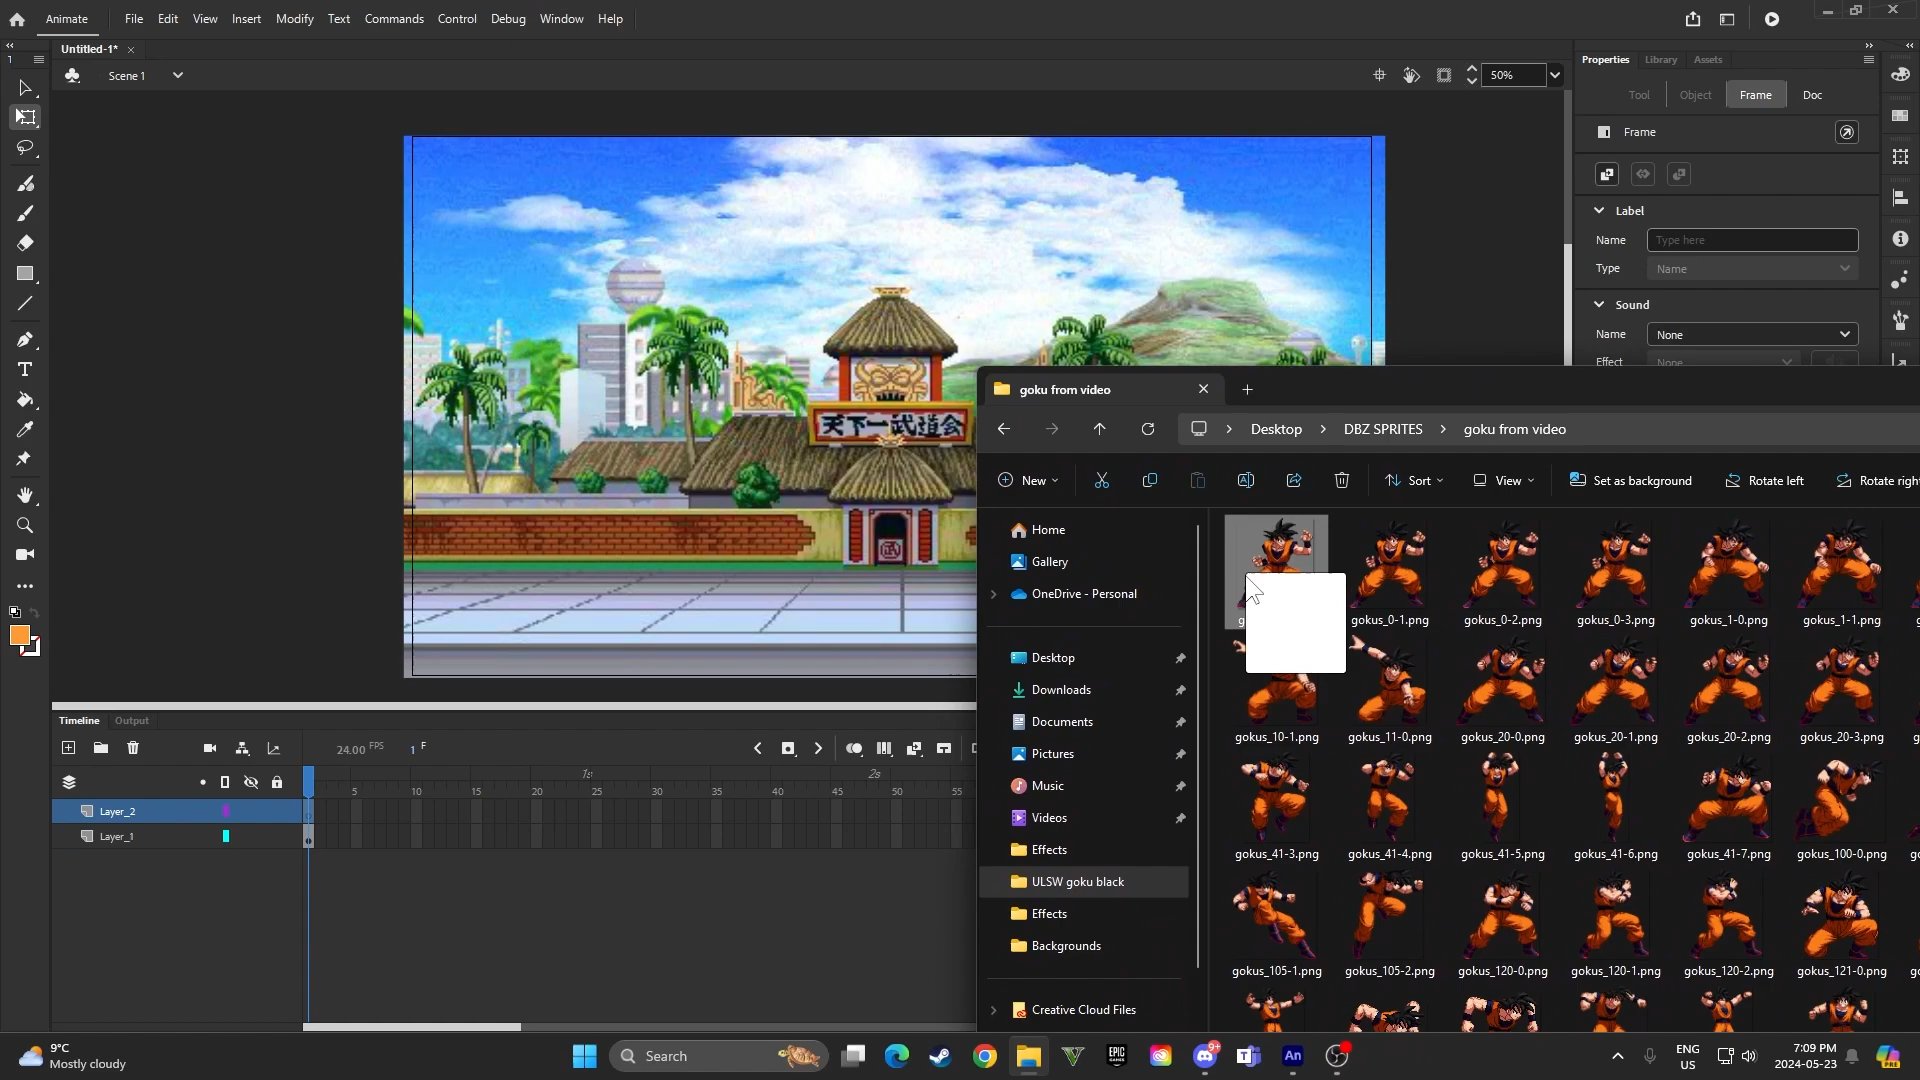 Animate File Edit View Insert Modify Text Commands Control Debug Window Help
Untitled-1*
Scene 1
50%
1
Properties Library Assets
Tool Object Frame Doc
Frame
Label
Name Type here
Type Name
Sound
Name None
Effect None
天下一武道会
武
goku from video
Desktop DBZ SPRITES goku from video
New Sort View Set as background Rotate left Rotate right
Home
Gallery
OneDrive - Personal
Desktop
Downloads
Documents
Pictures
Music
Videos
Effects
ULSW goku black
Effects
Backgrounds
Creative Cloud Files
gokus_0-1.png gokus_0-2.png gokus_0-3.png gokus_1-0.png gokus_1-1.png
gokus_10-1.png gokus_11-0.png gokus_20-0.png gokus_20-1.png gokus_20-2.png gokus_20-3.png
gokus_41-3.png gokus_41-4.png gokus_41-5.png gokus_41-6.png gokus_41-7.png gokus_100-0.png
gokus_105-1.png gokus_105-2.png gokus_120-0.png gokus_120-1.png gokus_120-2.png gokus_121-0.png
Timeline Output
24.00 FPS 1 F
1s 2s
5 10 15 20 25 30 35 40 45 50 55
Layer_2
Layer_1
9°C
Mostly cloudy
Search
EPIC GAMES
9+
An
ENG
US
7:09 PM
2024-05-23
PRE